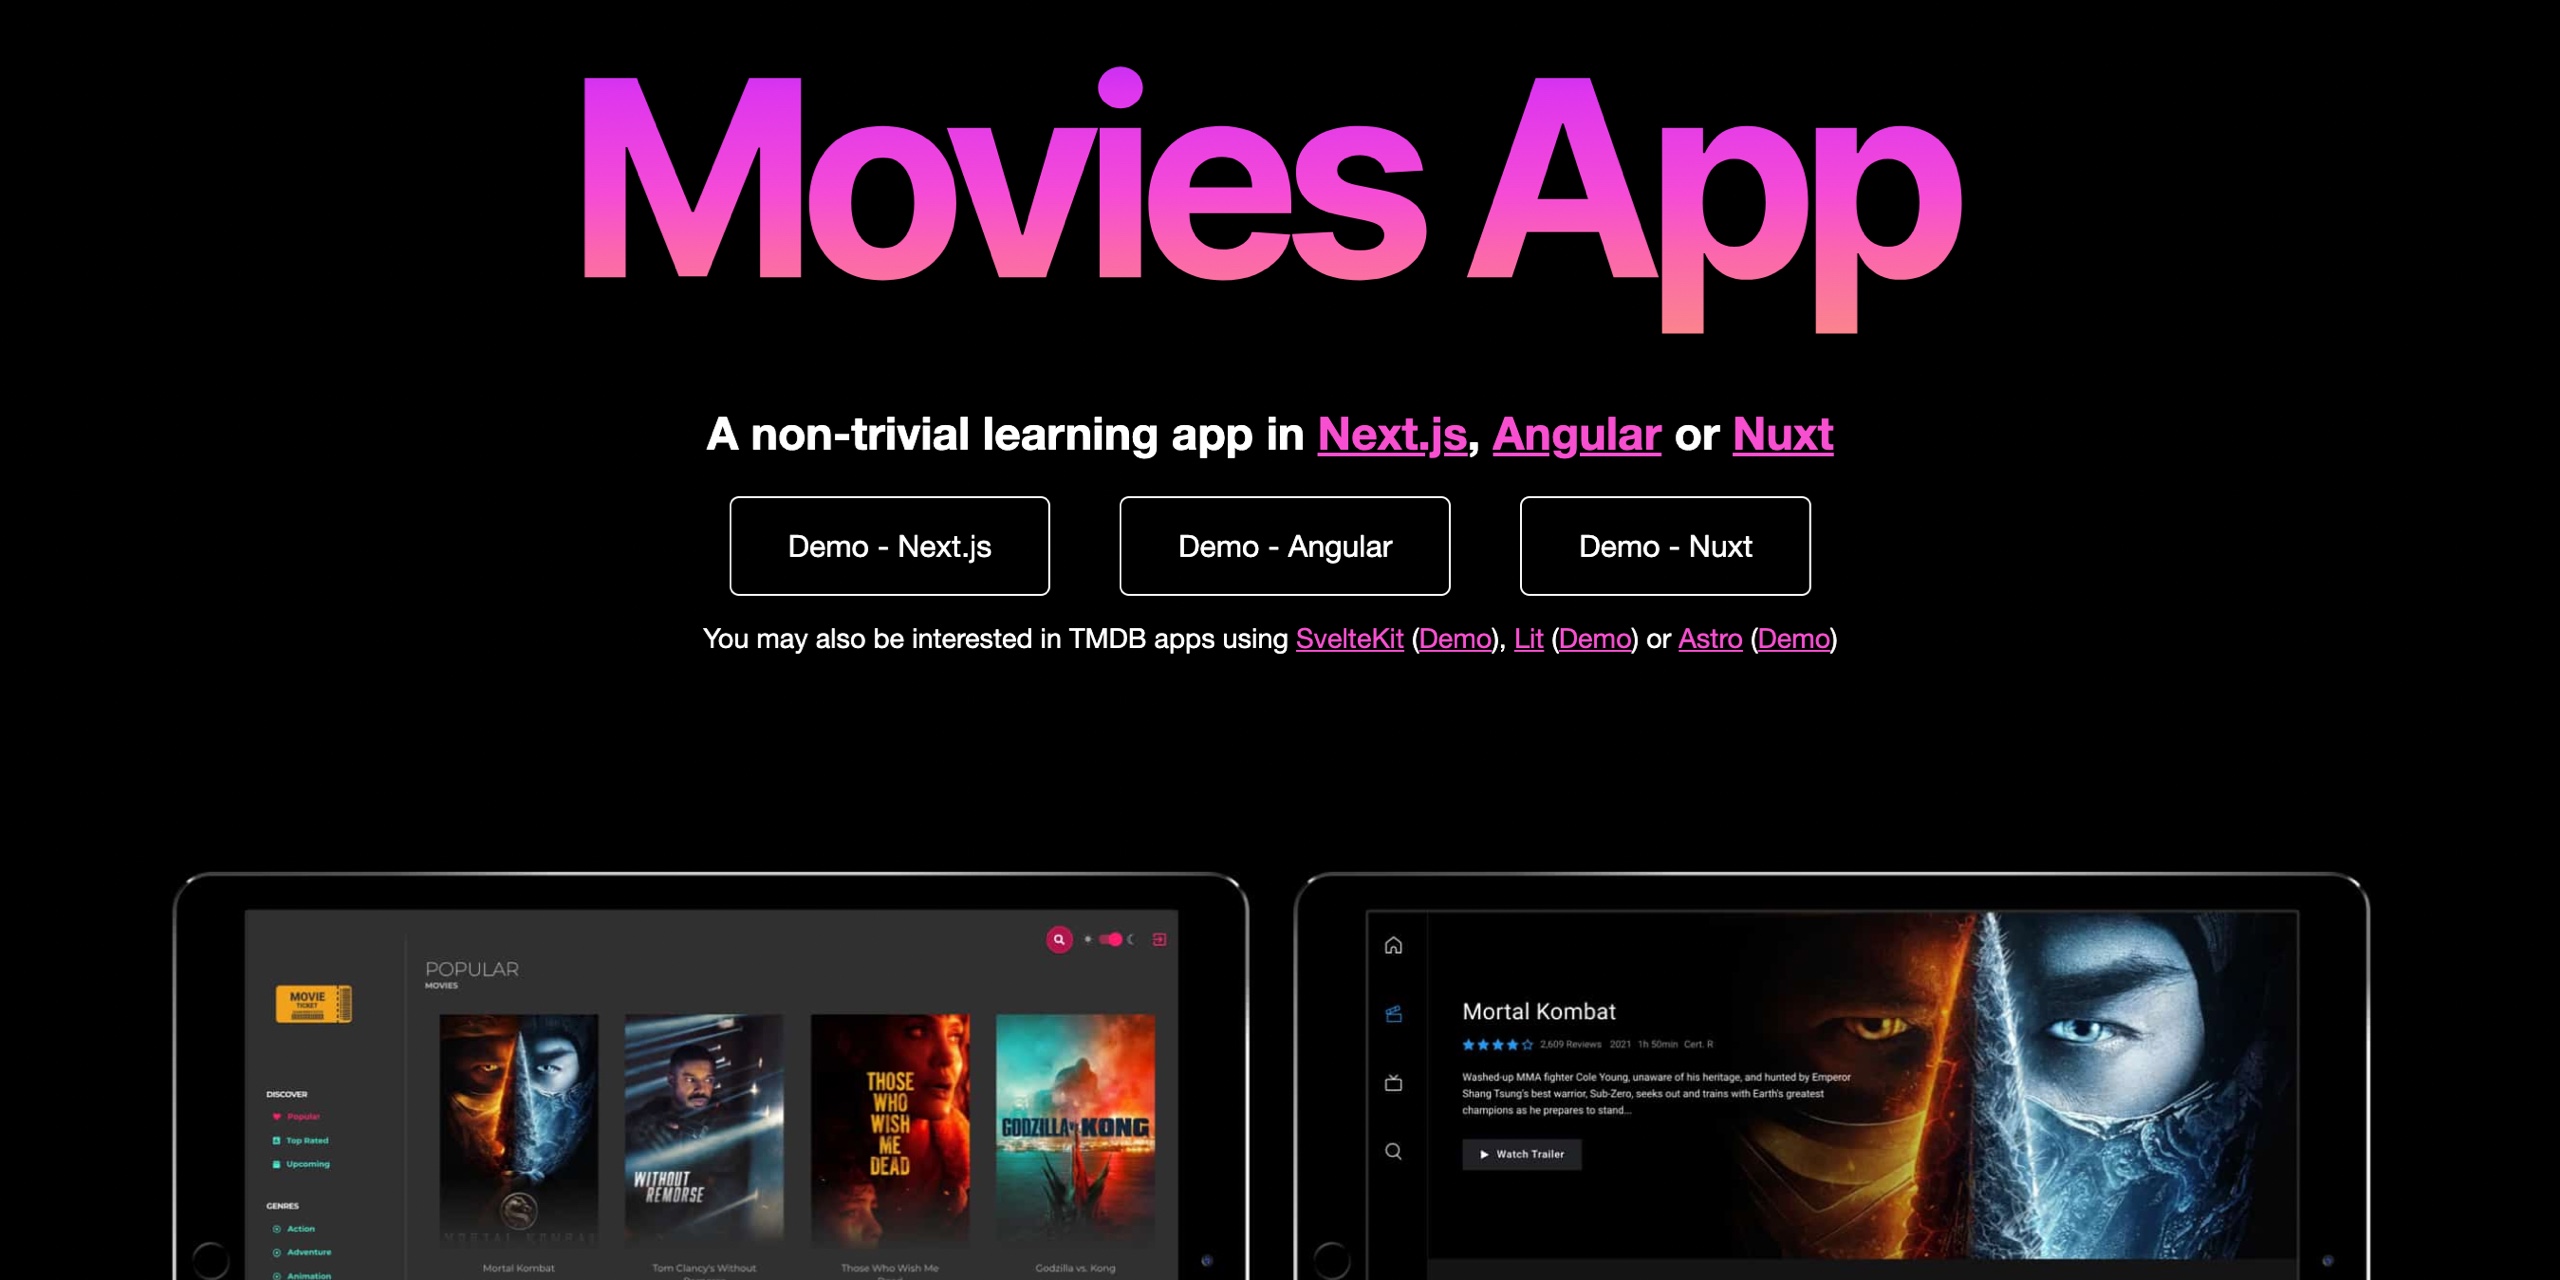 Movies App
A non-trivial learning app in Next.js, Angular or Nuxt
Demo - Next.js
Demo - Angular
Demo - Nuxt
You may also be interested in TMDB apps using SvelteKit (Demo), Lit (Demo) or Astro (Demo)
MOVIE
TICKET
DISCOVER
Popular
Top Rated
Upcoming
GENRES
Action
Adventure
Animation
POPULAR
MOVIES
MORTAL KOMBAT
Mortal Kombat
WITHOUT
REMORSE
Tom Clancy's Without
THOSE
WHO
WISH
ME
DEAD
Those Who Wish Me
GODZILLA vs KONG
Godzilla vs. Kong
Mortal Kombat
2,609 Reviews 2021 1h 50min Cert. R
Washed-up MMA fighter Cole Young, unaware of his heritage, and hunted by Emperor
Shang Tsung's best warrior, Sub-Zero, seeks out and trains with Earth's greatest
champions as he prepares to stand...
Watch Trailer